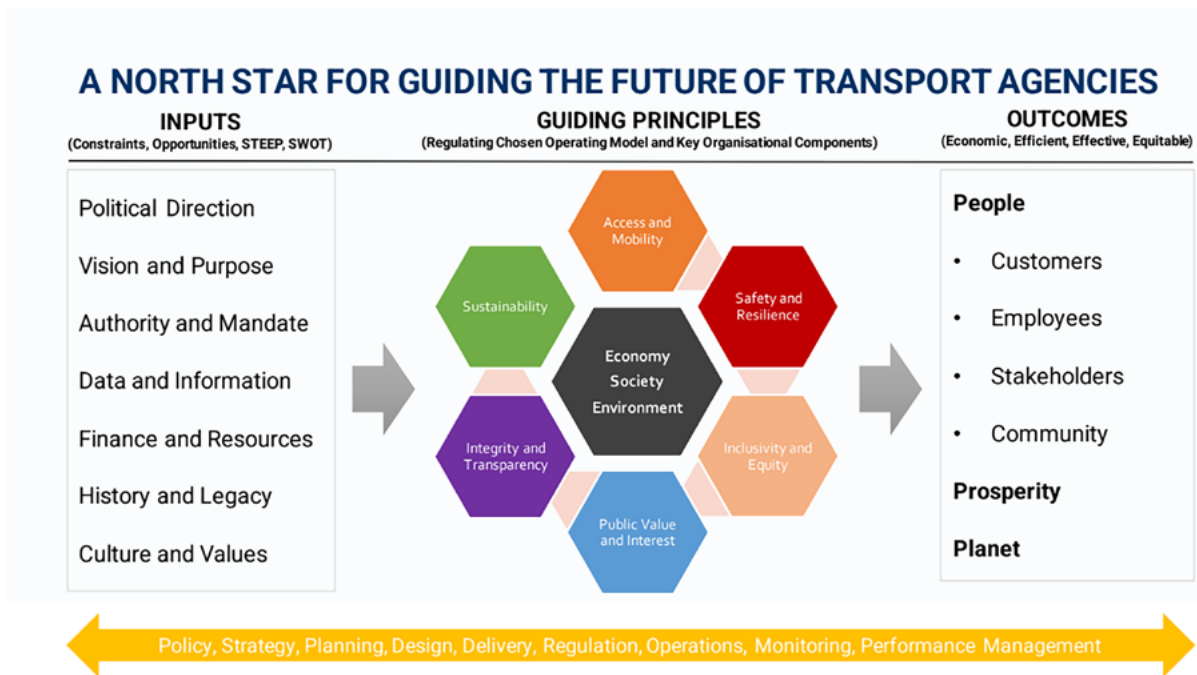 A NORTH STAR FOR GUIDING THE FUTURE OF TRANSPORT AGENCIES
INPUTS
(Constraints, Opportunities, STEEP, SWOT)
Political Direction
Vision and Purpose
Authority and Mandate
Data and Information
Finance and Resources
History and Legacy
Culture and Values
GUIDING PRINCIPLES
(Regulating Chosen Operating Model and Key Organisational Components)
Access and
Mobility
Sustainability
Safety and
Resilience
Economy
Society
Environment
Integrity and
Transparency
Inclusivity and
Equity
Public Value
and Interest
OUTCOMES
(Economic, Efficient, Effective, Equitable)
People
• Customers
• Employees
• Stakeholders
• Community
Prosperity
Planet
Policy, Strategy, Planning, Design, Delivery, Regulation, Operations, Monitoring, Performance Management